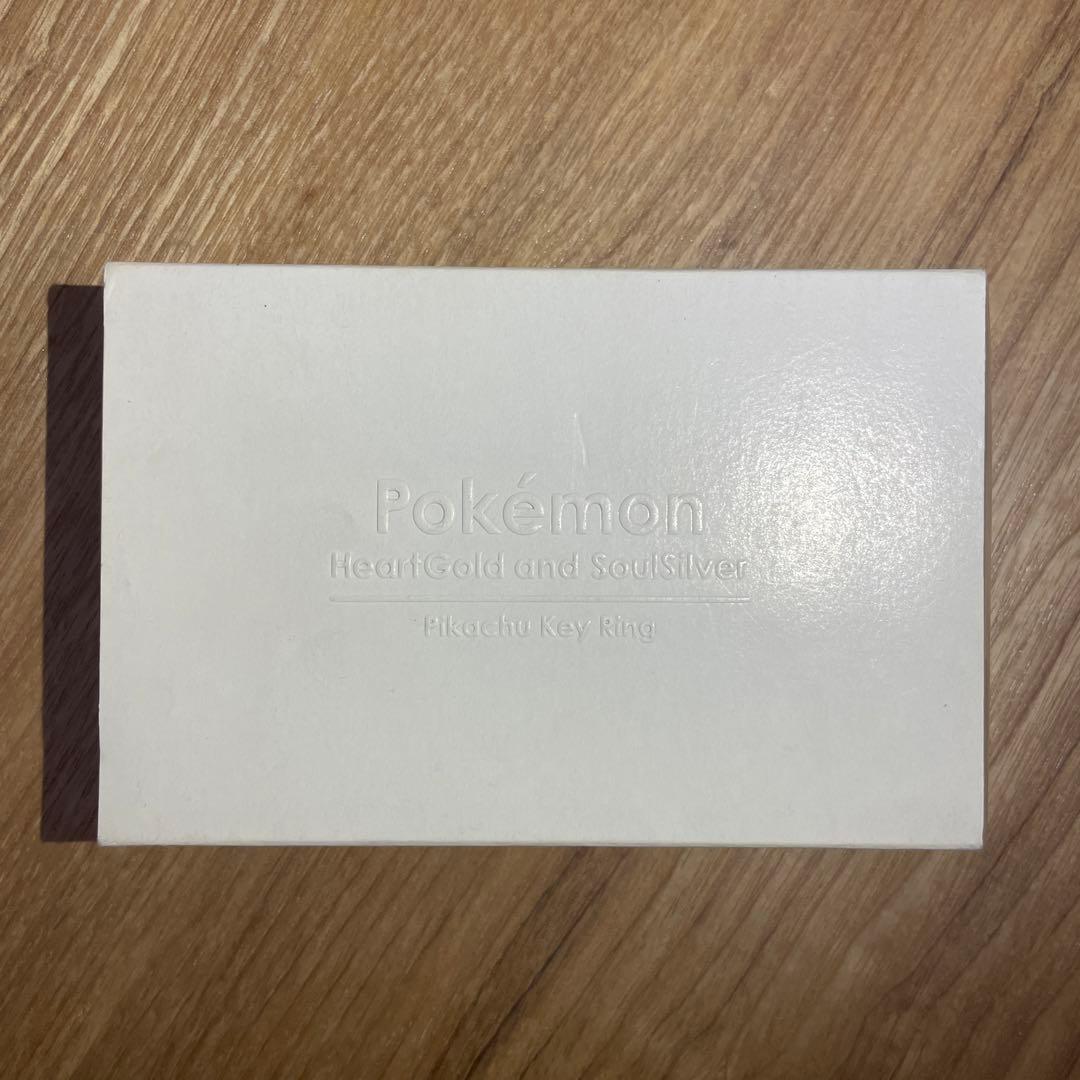 Pokémon
HeartGold and SoulSilver
Pikachu Key Ring